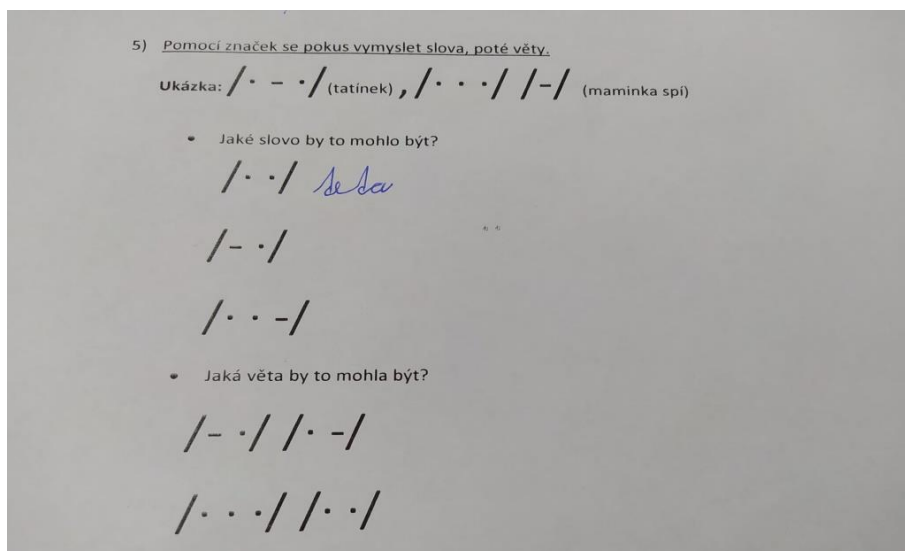 5) Pomocí značek se pokus vymyslet slova, poté věty.
Ukázka: /· – ·/ (tatínek) , /· · ·/ /–/ (maminka spí)
• Jaké slovo by to mohlo být?
/· ·/ teta
/– ·/
/· · –/
• Jaká věta by to mohla být?
/– ·/ /· –/
/· · ·/ /· ·/